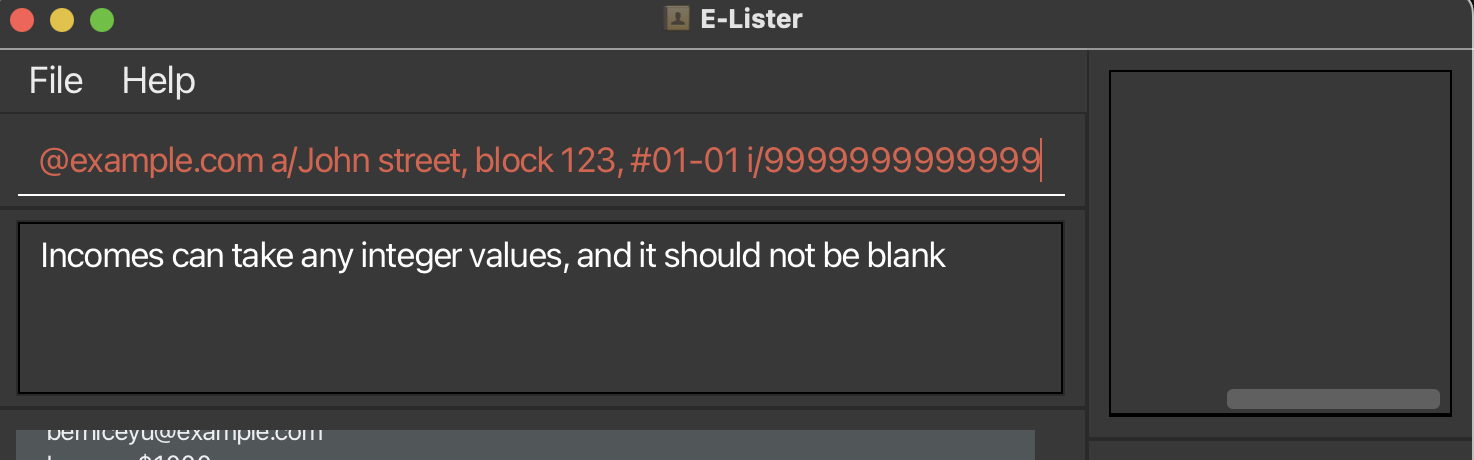 E-Lister
File Help
@example.com a/John street, block 123, #01-01 i/9999999999999
Incomes can take any integer values, and it should not be blank
berniceyu@example.com